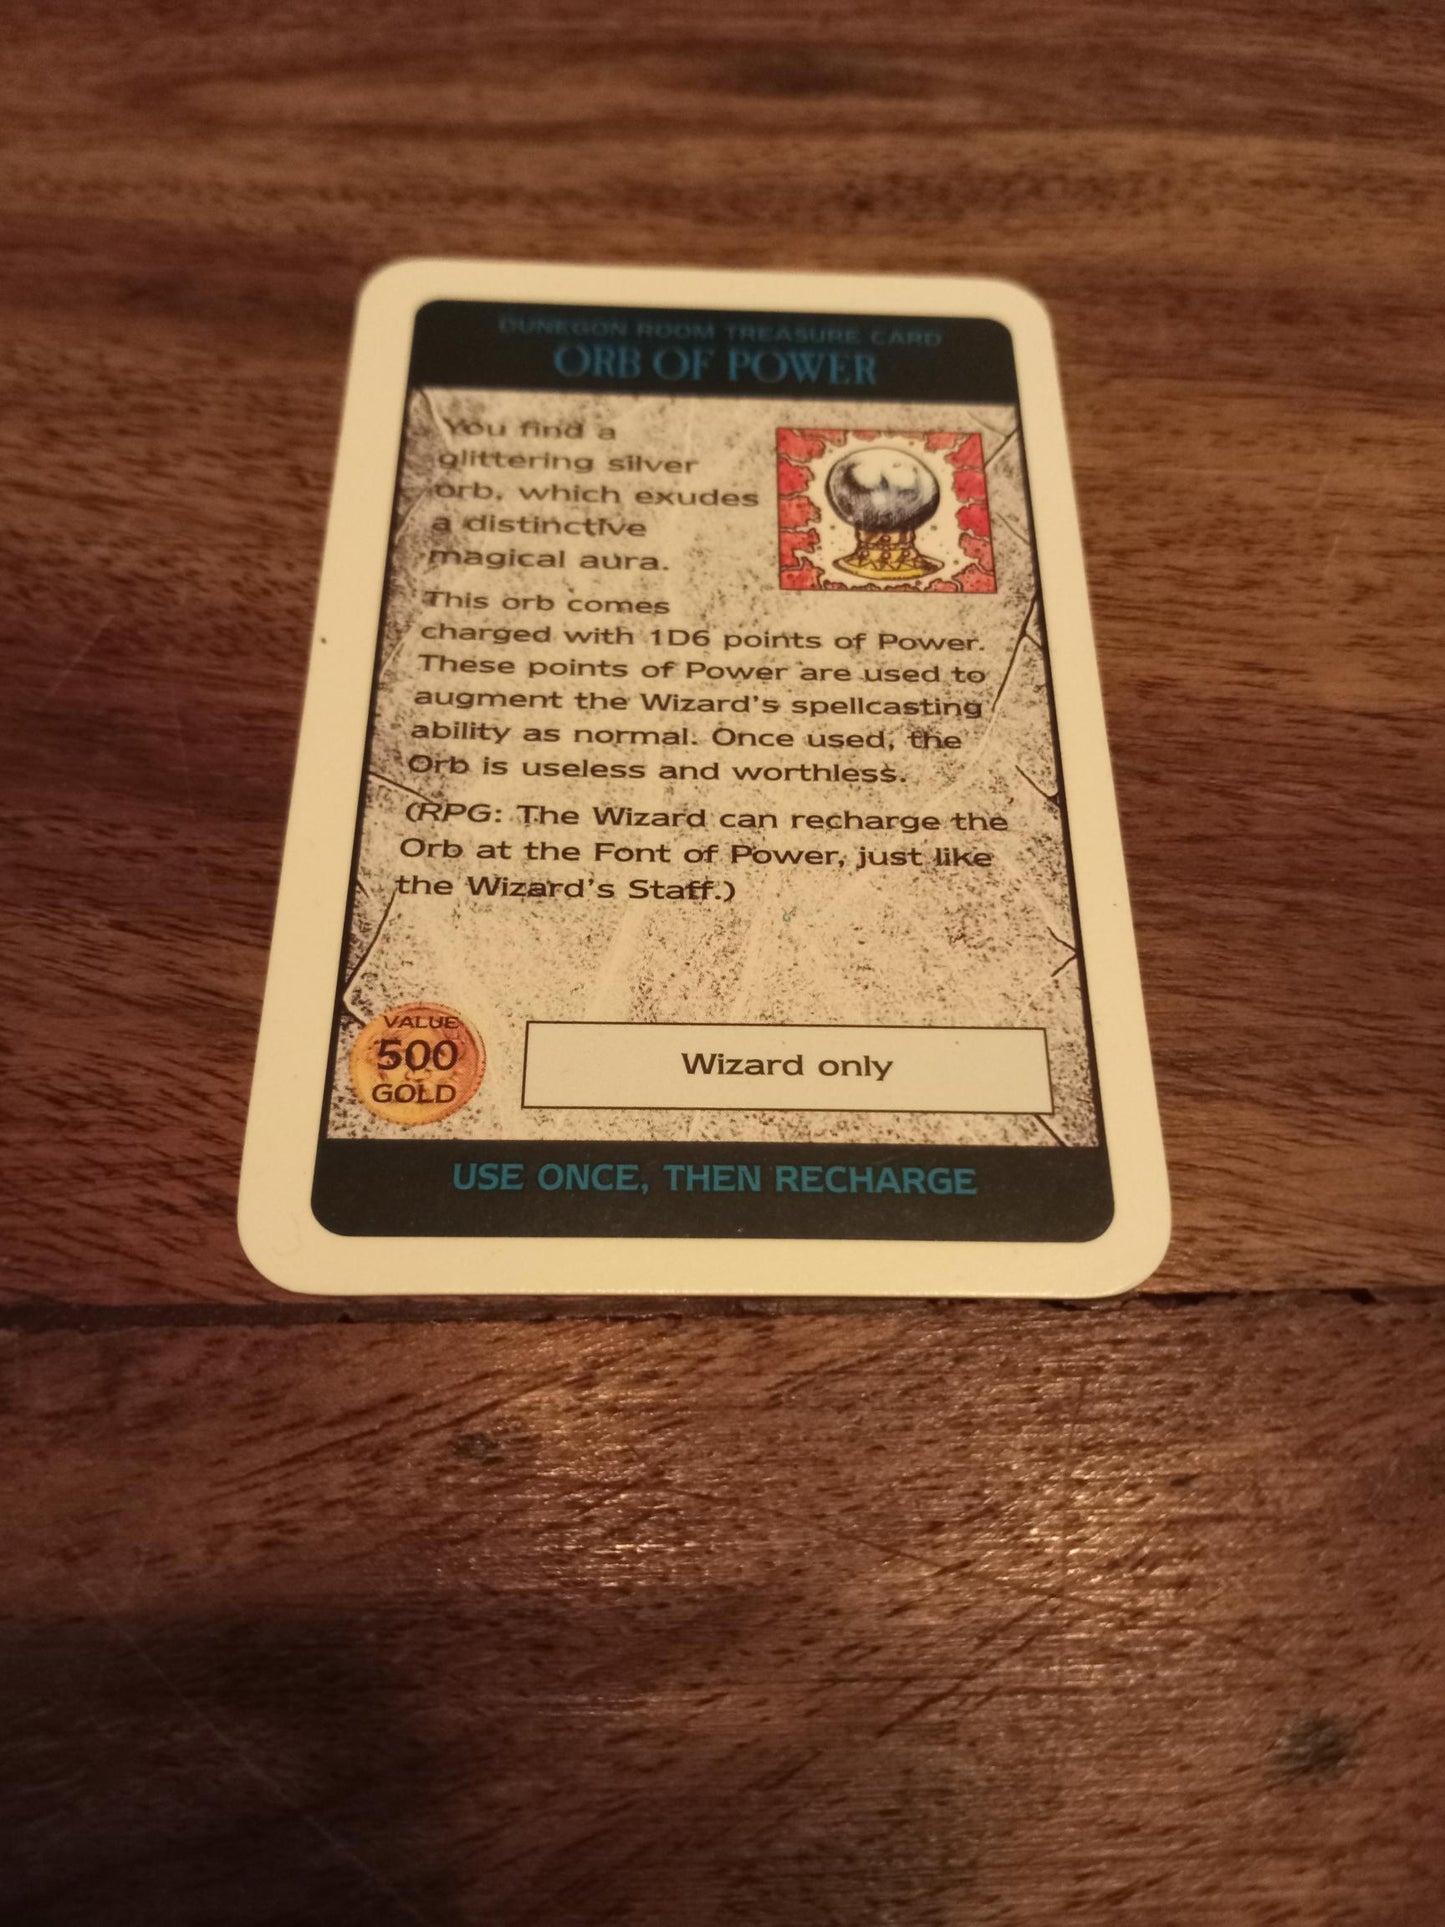 DUNEGON ROOM TREASURE CARD
ORB OF POWER
You find a
glittering silver
orb, which exudes
a distinctive
magical aura.
This orb comes
charged with 1D6 points of Power.
These points of Power are used to
augment the Wizard's spellcasting
ability as normal. Once used, the
Orb is useless and worthless.
(RPG: The Wizard can recharge the
Orb at the Font of Power, just like
the Wizard's Staff.)
VALUE
500
GOLD
Wizard only
USE ONCE, THEN RECHARGE